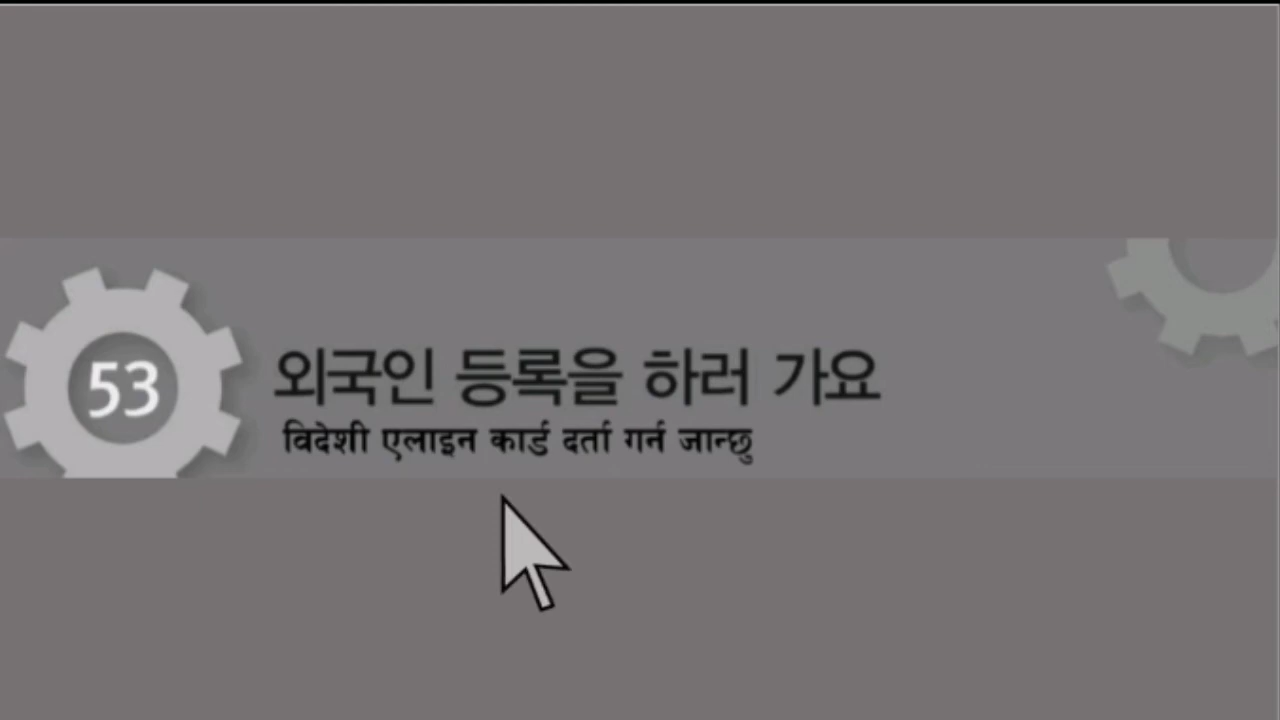 53
외국인 등록을 하러 가요
विदेशी एलाइन कार्ड दर्ता गर्न जान्छु